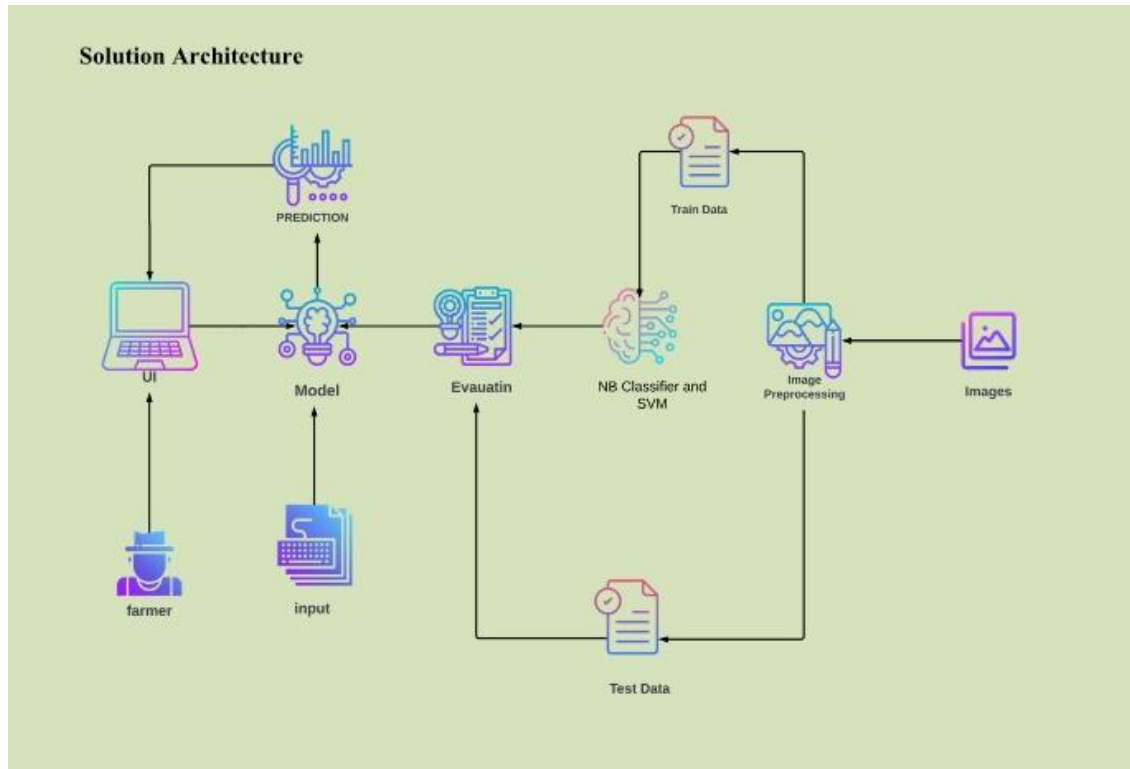 Solution Architecture
PREDICTION
Train Data
UI
Model
Evauatin
NB Classifier and
SVM
Image
Preprocessing
Images
farmer
input
Test Data